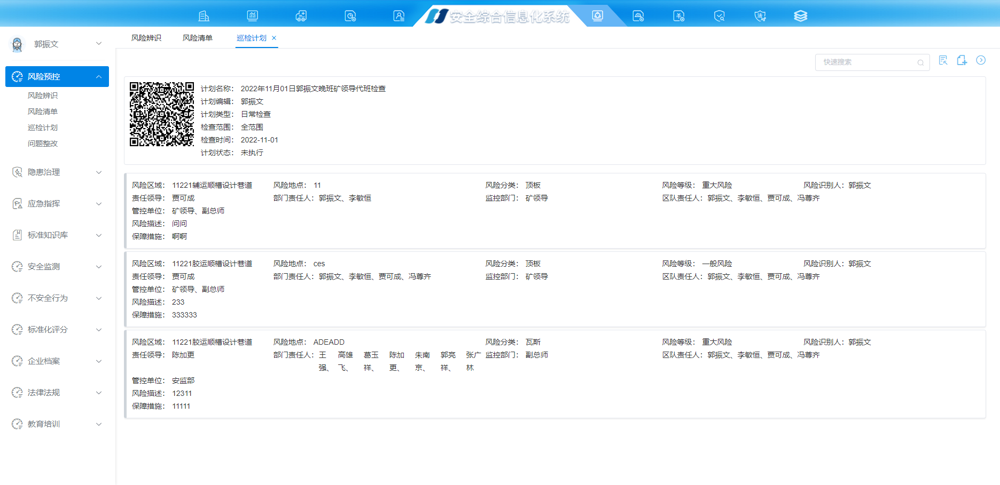 安全综合信息化系统
郭振文
风险预控
风险辨识
风险清单
巡检计划
问题整改
隐患治理
应急指挥
标准知识库
安全监测
不安全行为
标准化评分
企业档案
法律法规
教育培训
风险辨识 风险清单 巡检计划 ×
快速搜索
计划名称： 2022年11月01日郭振文晚班矿领导代班检查
计划编辑： 郭振文
计划类型： 日常检查
检查范围： 全范围
检查时间： 2022-11-01
计划状态： 未执行
风险区域： 11221辅运顺槽设计巷道 风险地点： 11 风险分类： 顶板 风险等级： 重大风险 风险识别人：郭振文
责任领导： 贾可成 部门责任人：郭振文、李敏恒 监控部门： 矿领导 区队责任人：郭振文、李敏恒、贾可成、冯尊齐
管控单位： 矿领导、副总师
风险描述： 问问
保障措施： 啊啊
风险区域： 11221胶运顺槽设计巷道 风险地点： ces 风险分类： 顶板 风险等级： 一般风险 风险识别人：郭振文
责任领导： 贾可成 部门责任人：郭振文、李敏恒、贾可成、冯尊齐 监控部门： 矿领导 区队责任人：郭振文、李敏恒、贾可成、冯尊齐
管控单位： 矿领导、副总师
风险描述： 233
保障措施： 333333
风险区域： 11221胶运顺槽设计巷道 风险地点： ADEADD 风险分类： 瓦斯 风险等级： 重大风险 风险识别人：郭振文
责任领导： 陈加更 部门责任人：王 高雄 葛玉 陈加 朱南 郭亮 张广 监控部门： 副总师 区队责任人：郭振文、李敏恒、贾可成、冯尊齐
强、 飞、 祥、 更、 京、 祥、 林
管控单位： 安监部
风险描述： 12311
保障措施： 11111